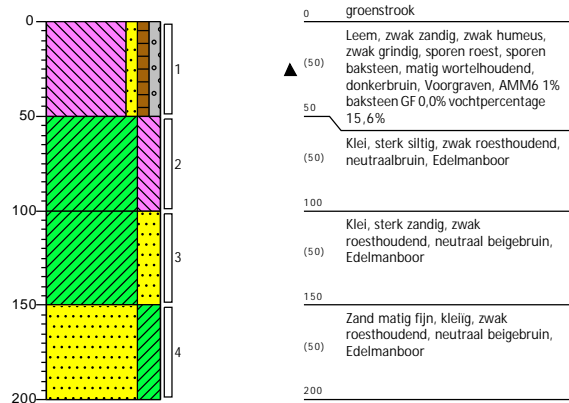 0
50
100
150
200
1
2
3
4
0
groenstrook
(50)
Leem, zwak zandig, zwak humeus,
zwak grindig, sporen roest, sporen
baksteen, matig wortelhoudend,
donkerbruin, Voorgraven, AMM6 1%
baksteen GF 0,0% vochtpercentage
15,6%
50
(50)
Klei, sterk siltig, zwak roesthoudend,
neutraalbruin, Edelmanboor
100
(50)
Klei, sterk zandig, zwak
roesthoudend, neutraal beigebruin,
Edelmanboor
150
(50)
Zand matig fijn, kleiïg, zwak
roesthoudend, neutraal beigebruin,
Edelmanboor
200